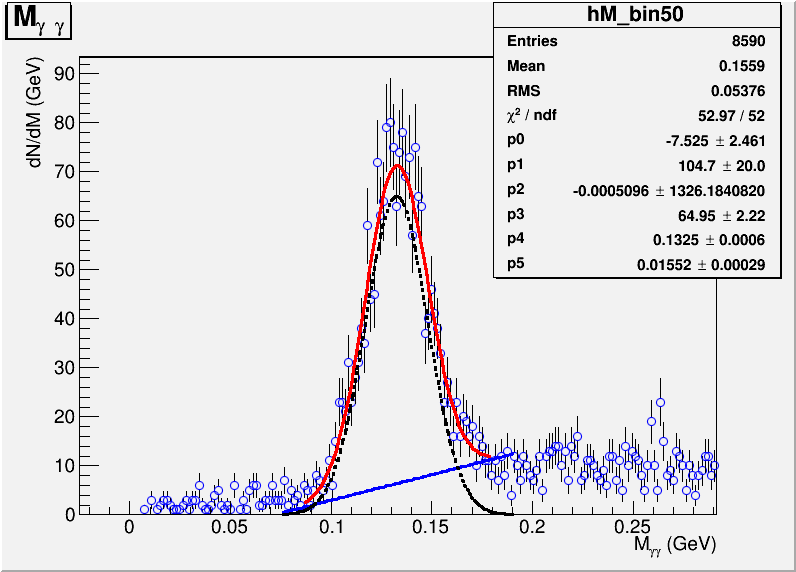 M γ γ
hM_bin50
Entries 8590
Mean 0.1559
RMS 0.05376
χ² / ndf 52.97 / 52
p0 -7.525 ± 2.461
p1 104.7 ± 20.0
p2 -0.0005096 ± 1326.1840820
p3 64.95 ± 2.22
p4 0.1325 ± 0.0006
p5 0.01552 ± 0.00029
dN/dM (GeV)
90
80
70
60
50
40
30
20
10
0
0 0.05 0.1 0.15 0.2 0.25
M γγ (GeV)